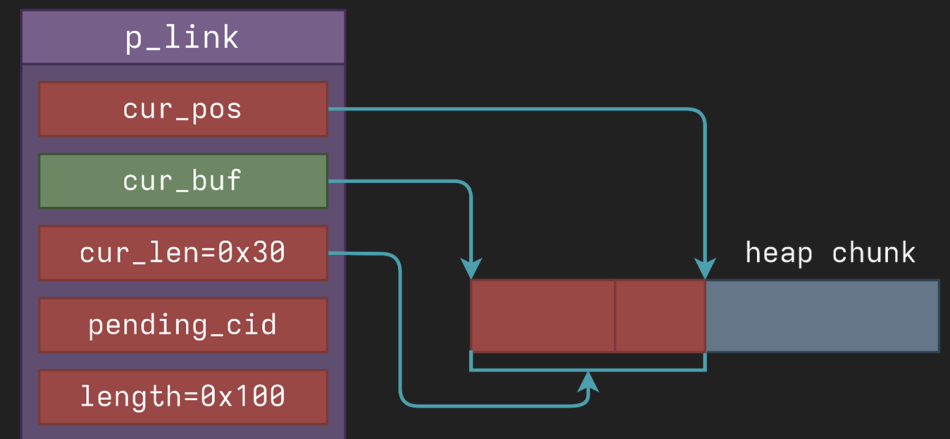 p_link
cur_pos
cur_buf
cur_len=0x30
heap chunk
pending_cid
length=0x100